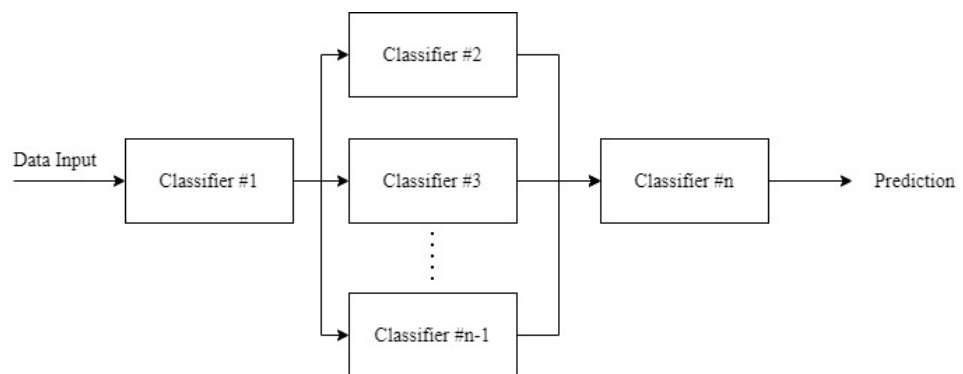 Classifier #2
Data Input
Classifier #1
Classifier #3
Classifier #n
Prediction
Classifier #n-1